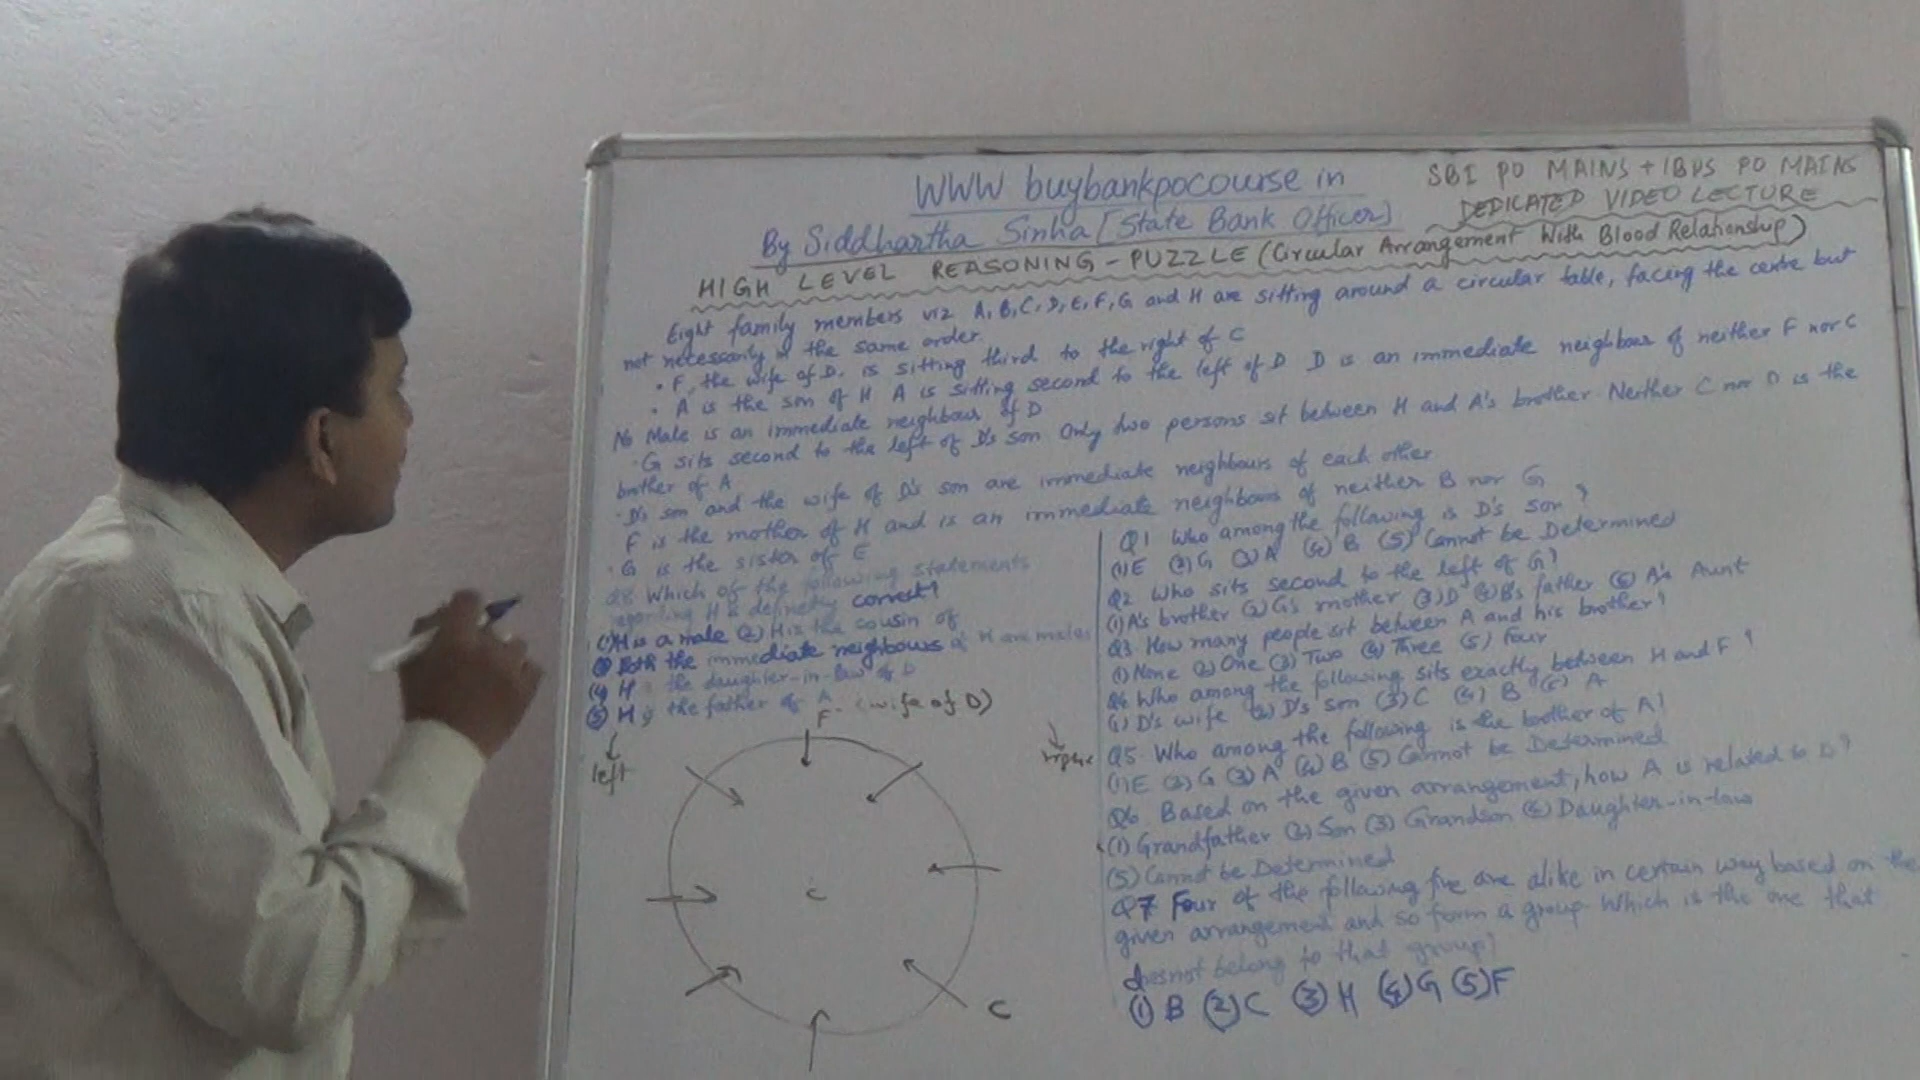 WWW buybankpocourse in
SBI PO MAINS + IBPS PO MAINS
DEDICATED VIDEO LECTURE
By Siddhartha Sinha [State Bank Officer]
HIGH LEVEL REASONING - PUZZLE (Circular Arrangement With Blood Relationship)
Eight family members viz A, B, C, D, E, F, G and H are sitting around a circular table, facing the centre but
not necessarily in the same order.
• F, the wife of D, is sitting third to the right of C
• A is the son of H A is sitting second to the left of D D is an immediate neighbour of neither F nor C
No Male is an immediate neighbour of D
· G sits second to the left of D's son Only two persons sit between H and A's brother. Neither C nor D is the
brother of A
· D's son and the wife of D's son are immediate neighbours of each other
F is the mother of H and is an immediate neighbour of neither B nor G
· G is the sister of E
Q8 Which of the following statements
H is definitely correct?
(1) H is a male (2) H is the cousin of
(3) Both the immediate neighbours of H are males
(4) H is the daughter-in-law of D
(5) H is the father of A
Q1 Who among the following is D's son ?
(1) E (2) G (3) A (4) B (5) Cannot be Determined
Q2 Who sits second to the left of G?
(1) A's brother (2) G's mother (3) D (4) B's father (5) A's Aunt
Q3 How many people sit between A and his brother?
(1) None (2) One (3) Two (4) Three (5) Four
Q4 Who among the following sits exactly between H and F ?
(1) D's wife (2) D's son (3) C (4) B (5) A
Q5. Who among the following is the brother of A?
(1) E (2) G (3) A (4) B (5) Cannot be Determined
Q6 Based on the given arrangement, how A is related to D?
(1) Grandfather (2) Son (3) Grandson (4) Daughter-in-law
(5) Cannot be Determined
Q7 Four of the following five are alike in certain way based on the
given arrangement and so form a group. Which is the one that
doesnot belong to that group?
(1) B (2) C (3) H (4) G (5) F
F (wife of D)
left
C
C